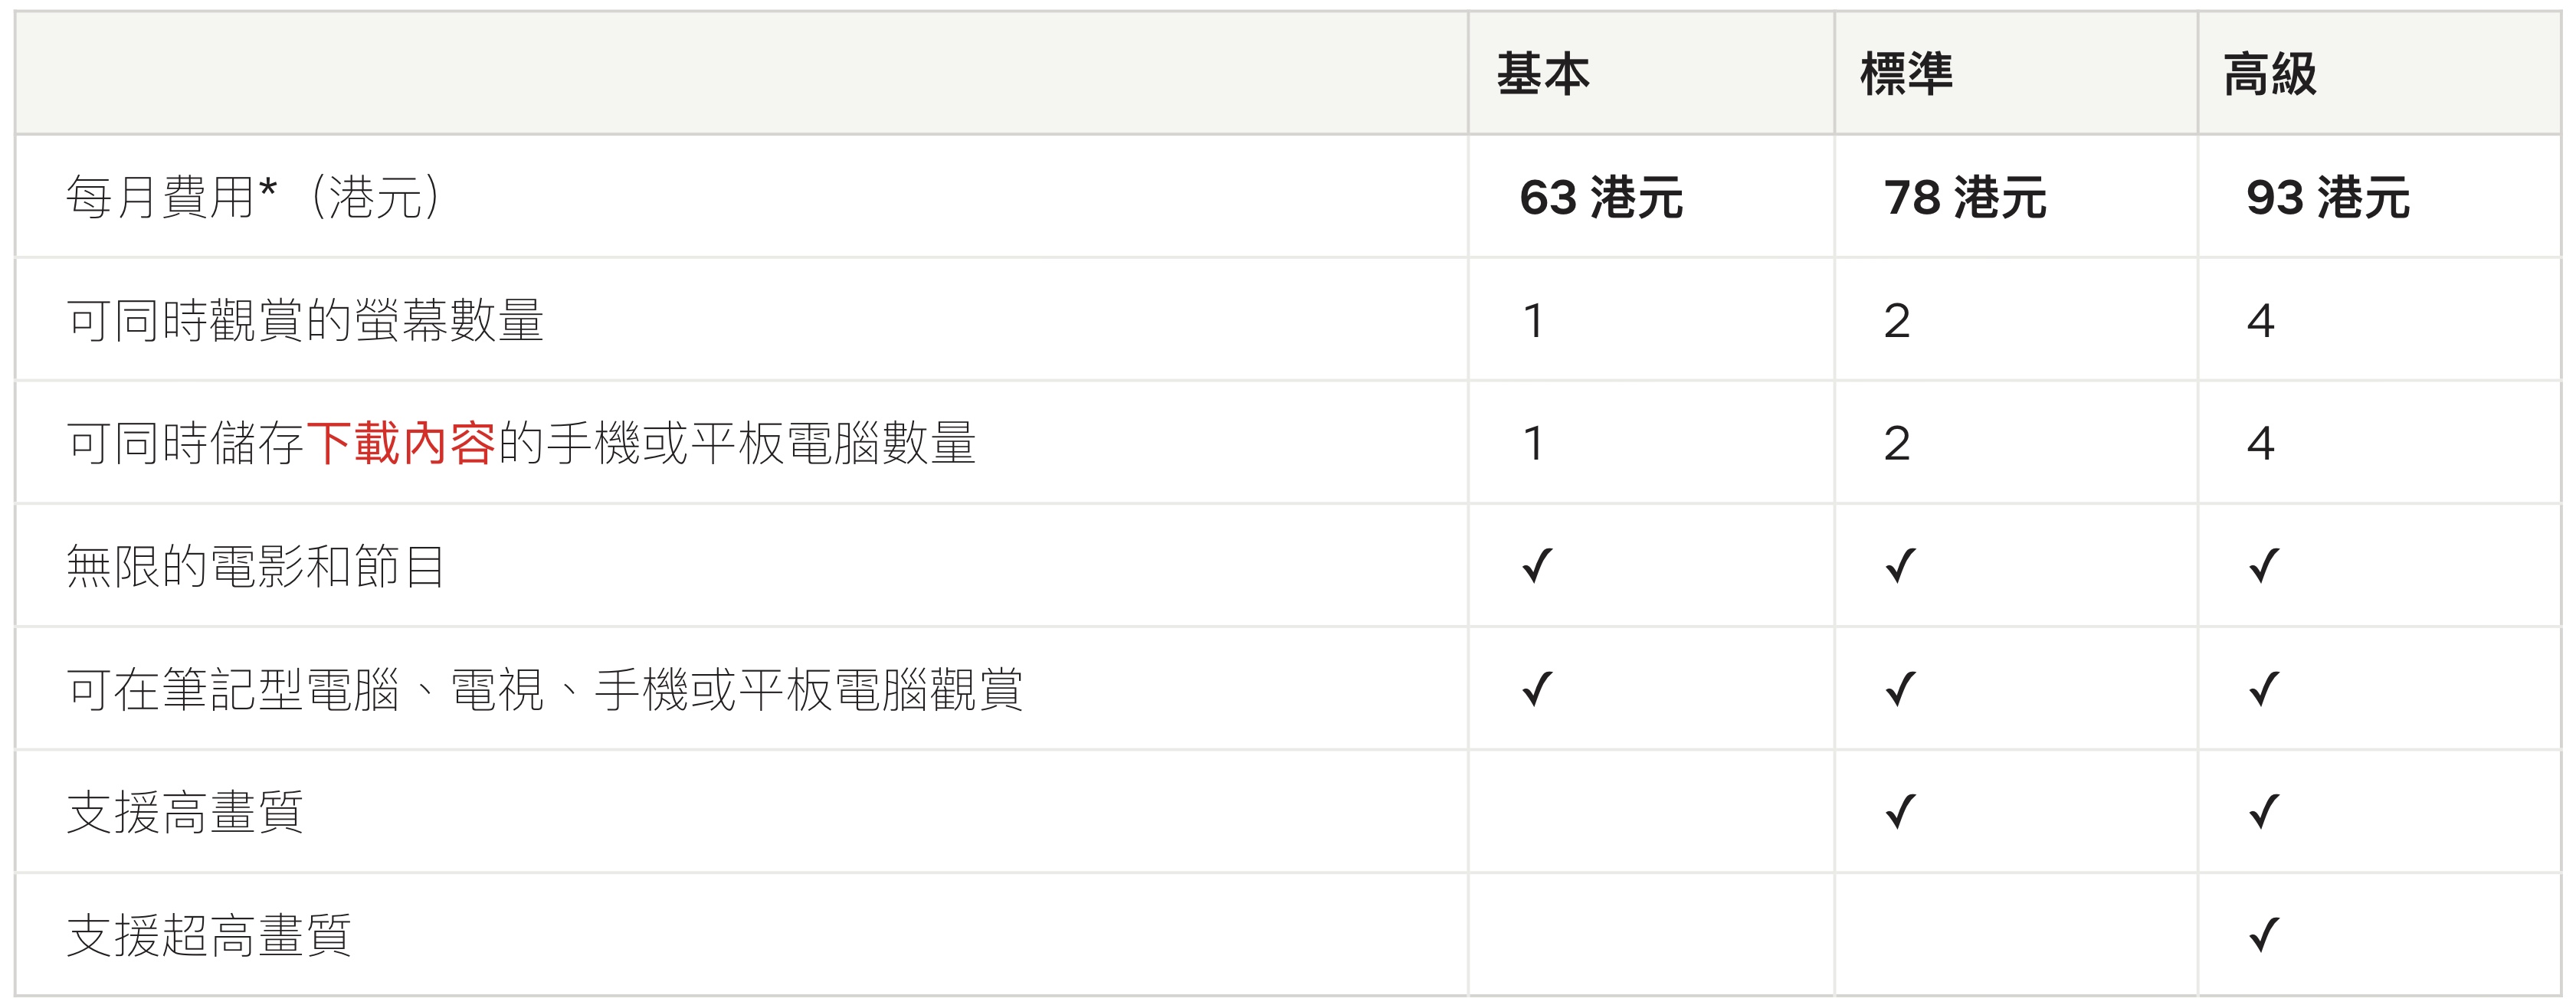 基本 標準 高級
每月費用*（港元） 63 港元 78 港元 93 港元
可同時觀賞的螢幕數量 1 2 4
可同時儲存下載內容的手機或平板電腦數量 1 2 4
無限的電影和節目 ✓ ✓ ✓
可在筆記型電腦、電視、手機或平板電腦觀賞 ✓ ✓ ✓
支援高畫質 ✓ ✓
支援超高畫質 ✓